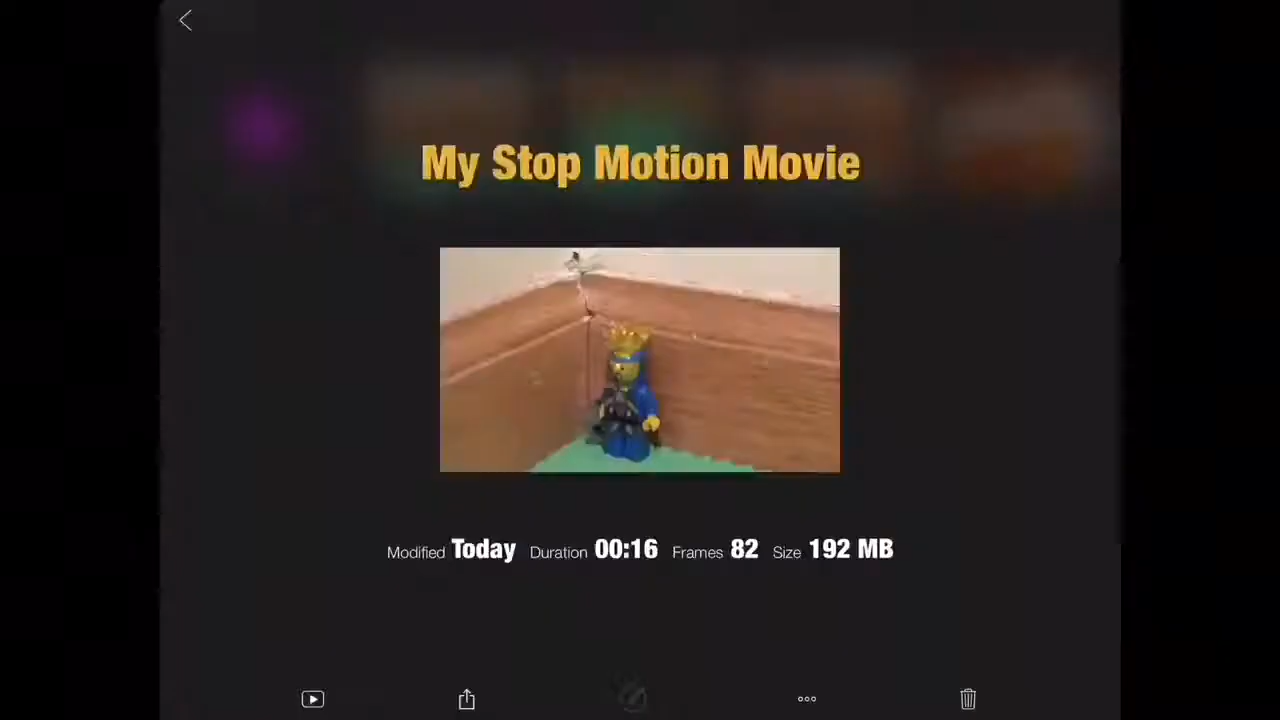 My Stop Motion Movie
Modified Today Duration 00:16 Frames 82 Size 192 MB